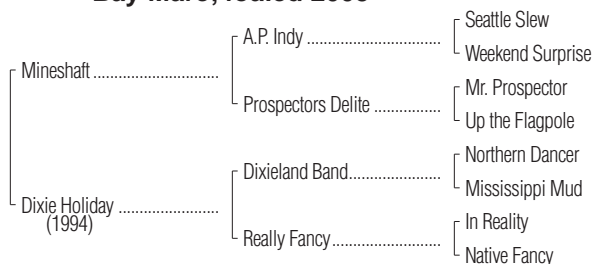 Bay Mare; foaled
Seattle Slew
A.P. Indy
Weekend Surprise
Mineshaft
Mr. Prospector
Prospectors Delite
Up the Flagpole
Northern Dancer
Dixieland Band
Mississippi Mud
Dixie Holiday
(1994)
In Reality
Really Fancy
Native Fancy